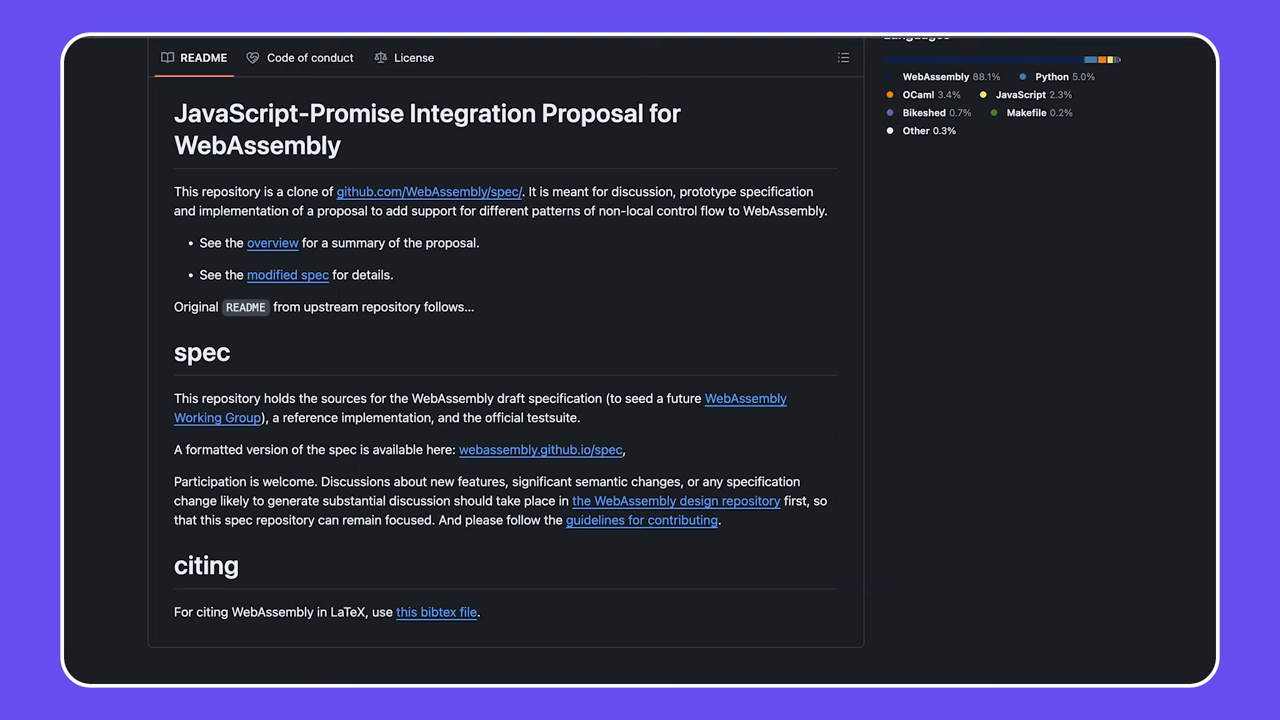 README Code of conduct License
JavaScript-Promise Integration Proposal for
WebAssembly
This repository is a clone of github.com/WebAssembly/spec/. It is meant for discussion, prototype specification
and implementation of a proposal to add support for different patterns of non-local control flow to WebAssembly.
• See the overview for a summary of the proposal.
• See the modified spec for details.
Original README from upstream repository follows...
spec
This repository holds the sources for the WebAssembly draft specification (to seed a future WebAssembly
Working Group), a reference implementation, and the official testsuite.
A formatted version of the spec is available here: webassembly.github.io/spec,
Participation is welcome. Discussions about new features, significant semantic changes, or any specification
change likely to generate substantial discussion should take place in the WebAssembly design repository first, so
that this spec repository can remain focused. And please follow the guidelines for contributing.
citing
For citing WebAssembly in LaTeX, use this bibtex file.
Languages
WebAssembly 88.1% Python 5.0%
OCaml 3.4% JavaScript 2.3%
Bikeshed 0.7% Makefile 0.2%
Other 0.3%